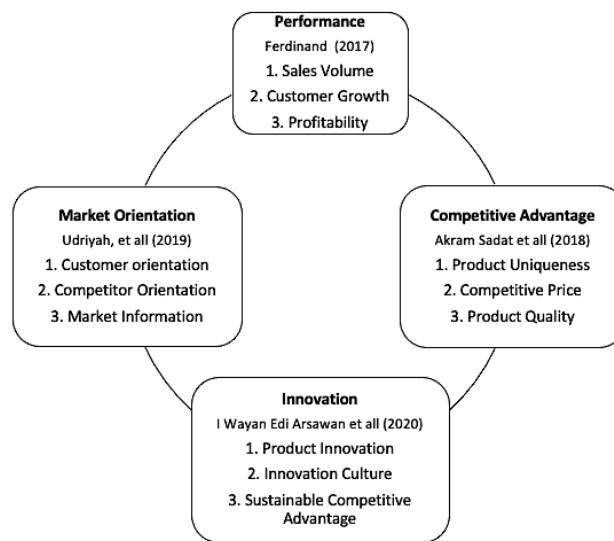 Performance
Ferdinand (2017)
1. Sales Volume
2. Customer Growth
3. Profitability
Market Orientation
Udriyah, et all (2019)
1. Customer orientation
2. Competitor Orientation
3. Market Information
Competitive Advantage
Akram Sadat et all (2018)
1. Product Uniqueness
2. Competitive Price
3. Product Quality
Innovation
I Wayan Edi Arsawan et all (2020)
1. Product Innovation
2. Innovation Culture
3. Sustainable Competitive
Advantage